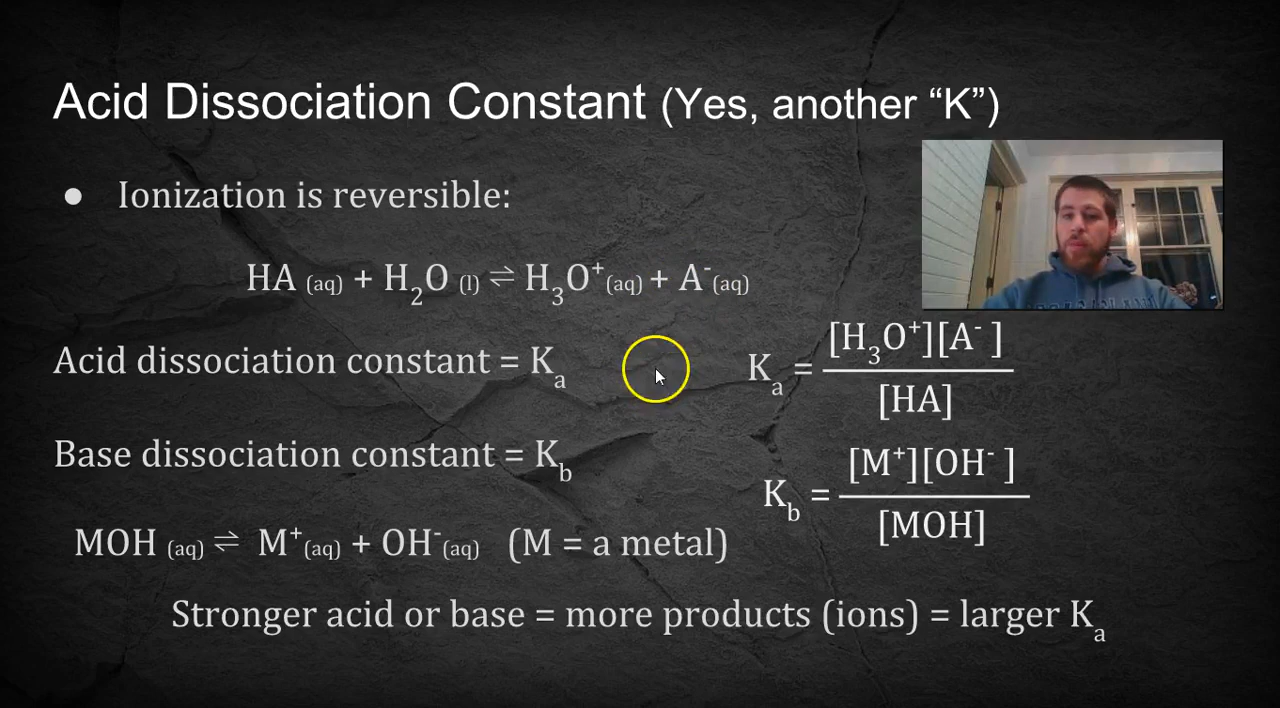 Acid Dissociation Constant (Yes, another “K”)
● Ionization is reversible:
HA (aq) + H₂O (l) ⇌ H₃O⁺(aq) + A⁻(aq)
Acid dissociation constant = Kₐ
Kₐ = [H₃O⁺][A⁻ ] / [HA]
Base dissociation constant = K_b
K_b = [M⁺][OH⁻ ] / [MOH]
MOH (aq) ⇌ M⁺(aq) + OH⁻(aq) (M = a metal)
Stronger acid or base = more products (ions) = larger Kₐ